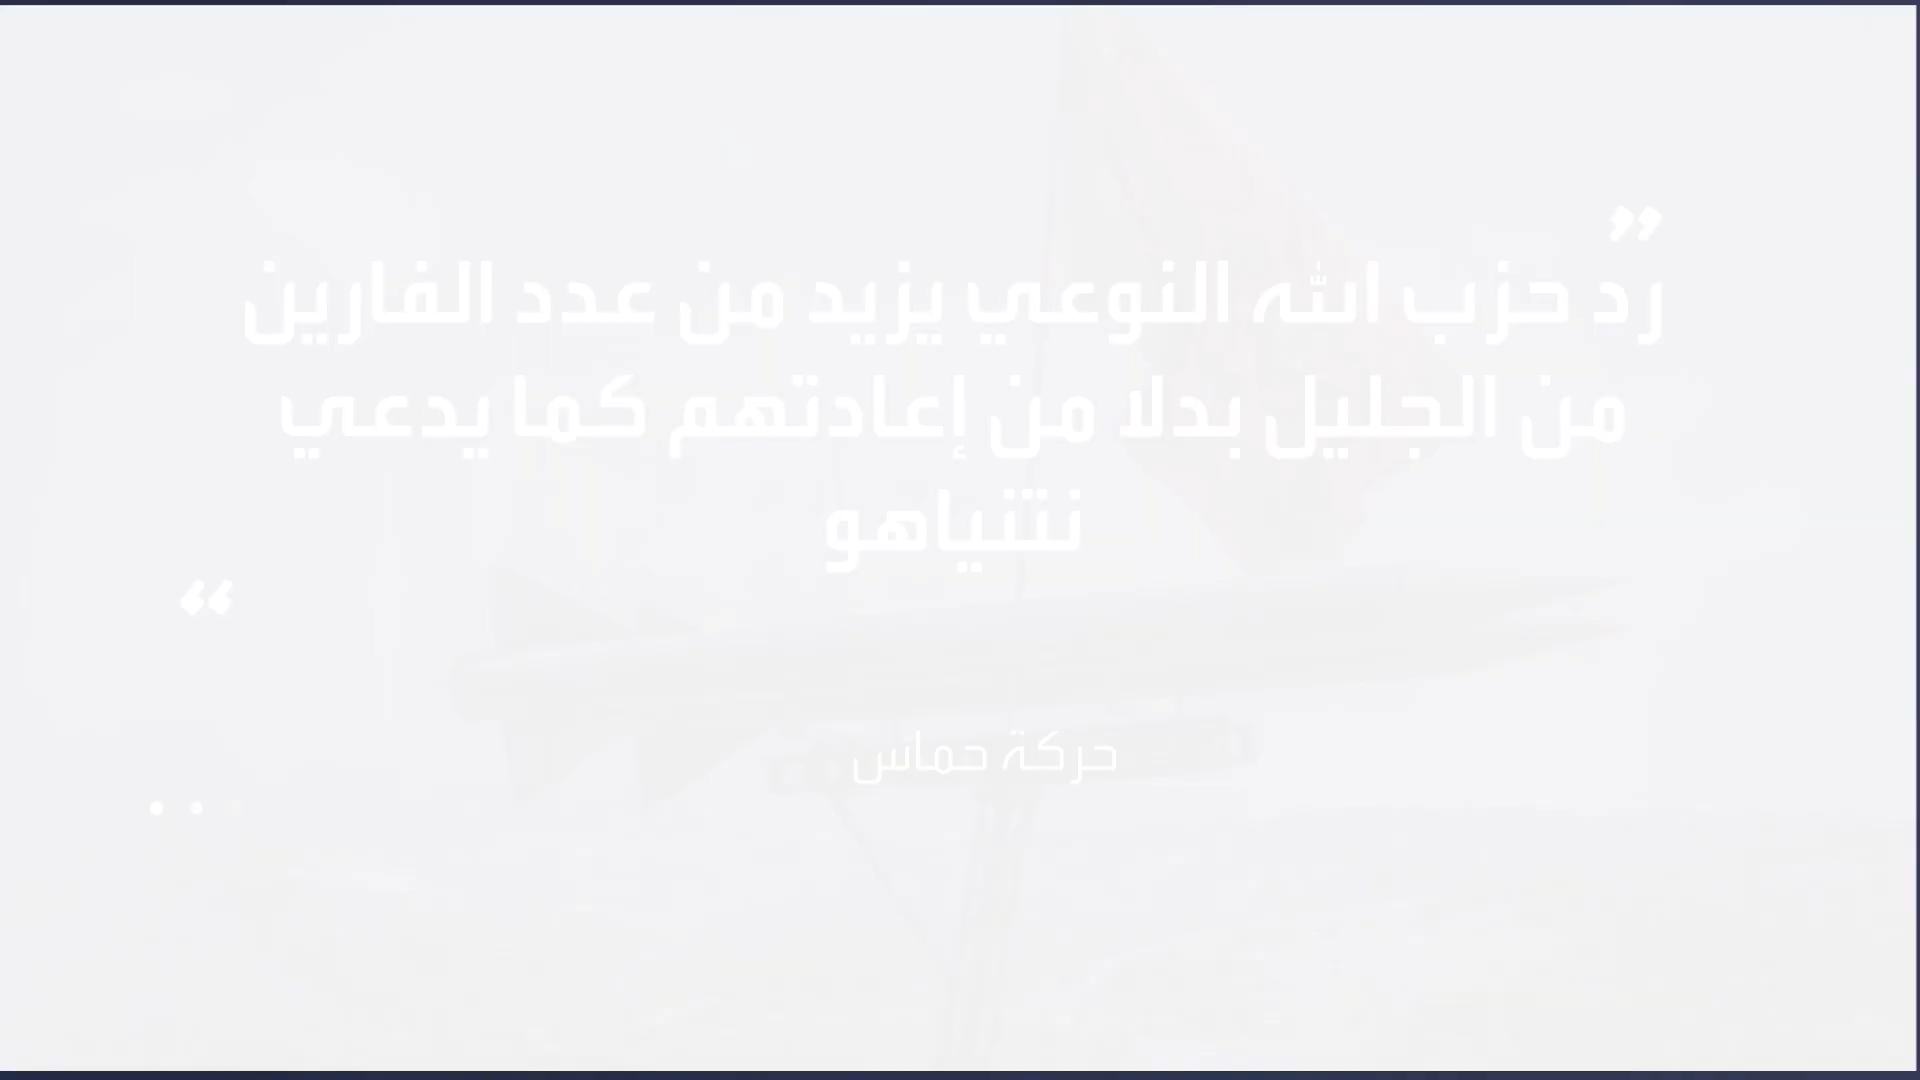 ”
رد حزب الله النوعي يزيد من عدد الفارين
من الجليل بدلا من إعادتهم كما يدعي
نتنياهو
“
حركة حماس